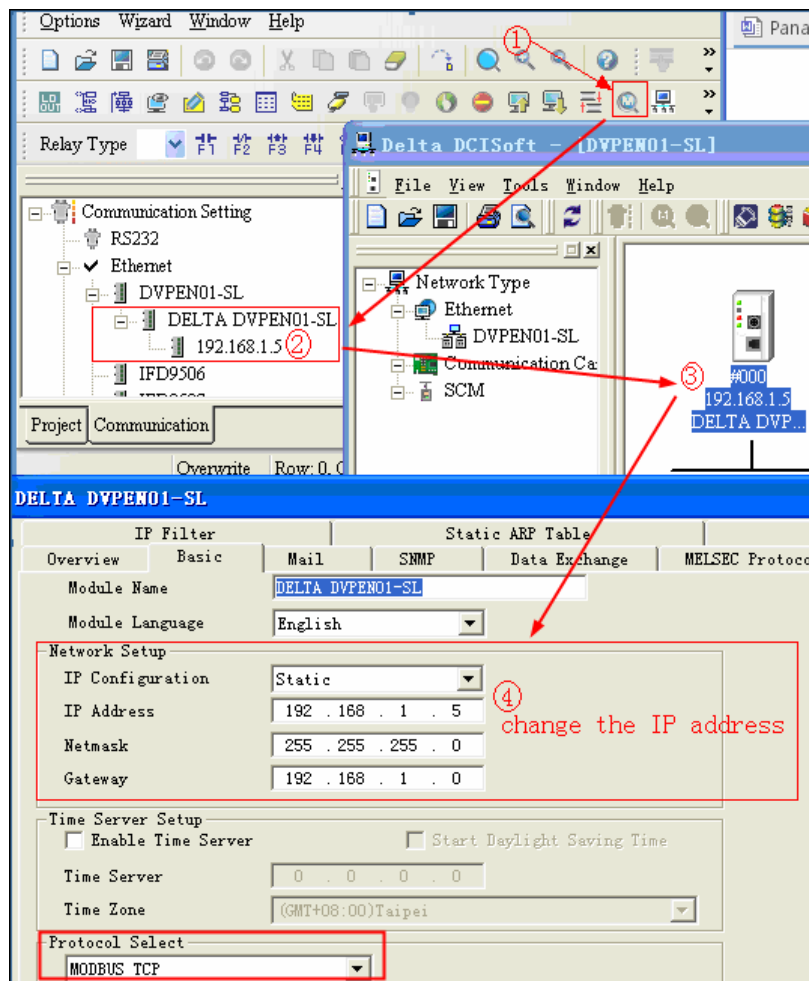 Options Wizard Window Help
Pana
①
Relay Type F1 F2 F3 F4
Delta DCISoft - [DVPEN01-SL]
File View Tools Window Help
Communication Setting
RS232
Ethernet
DVPEN01-SL
DELTA DVPEN01-SL
192.168.1.5 ②
IFD9506
Project Communication
Overwrite Row: 0, C
Network Type
Ethernet
DVPEN01-SL
Communication Ca
SCM
③
#000
192.168.1.5
DELTA DVP...
DELTA DVPEN01-SL
IP Filter Static ARP Table
Overview Basic Mail SNMP Data Exchange MELSEC Protoco
Module Name DELTA DVPEN01-SL
Module Language English
Network Setup
IP Configuration Static
IP Address 192 . 168 . 1 . 5
Netmask 255 . 255 . 255 . 0
Gateway 192 . 168 . 1 . 0
④
change the IP address
Time Server Setup
Enable Time Server Start Daylight Saving Time
Time Server 0 . 0 . 0 . 0
Time Zone (GMT+08:00)Taipei
Protocol Select
MODBUS TCP